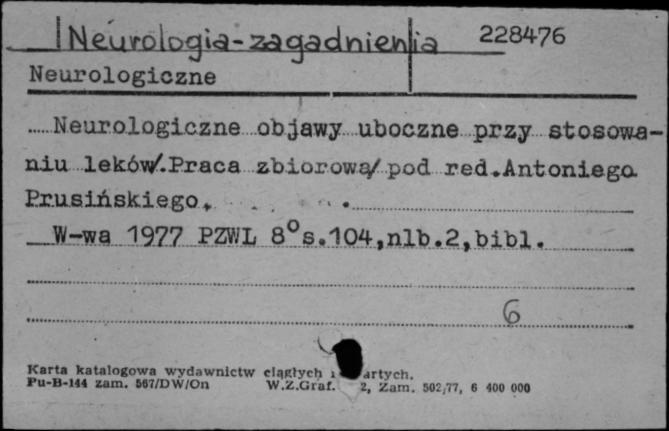 Neurologia-zagadnienia 228476
Neurologiczne
Neurologiczne objawy uboczne przy stosowa-
niu leków/.Praca zbiorowa/ pod red.Antoniego
Prusińskiego.
W-wa 1977 PZWL 8°s.104,nlb.2,bibl.
6
Karta katalogowa wydawnictw ciągłych i
Pu-B-144 zam. 567/DW/On W.Z.Graf. 2, Zam. 502/77, 6 400 000